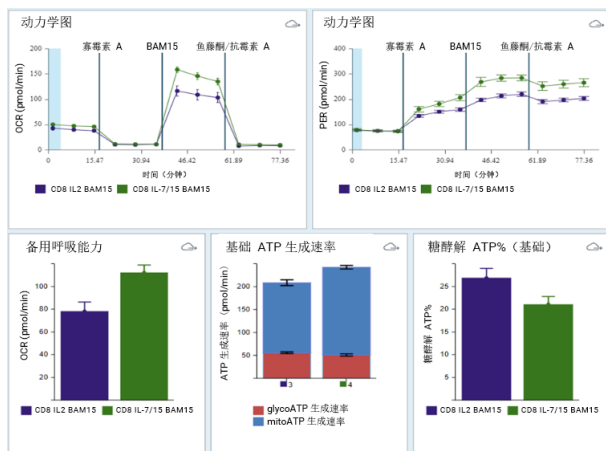 动力学图
寡霉素 A BAM15 鱼藤酮/抗霉素 A
OCR (pmol/min)
200
150
100
50
0
0 15.47 30.94 46.42 61.89 77.36
时间（分钟）
CD8 IL2 BAM15 CD8 IL-7/15 BAM15
动力学图
寡霉素 A BAM15 鱼藤酮/抗霉素 A
PER (pmol/min)
400
300
200
100
0
0 15.47 30.94 46.42 61.89 77.36
时间（分钟）
CD8 IL2 BAM15 CD8 IL-7/15 BAM15
备用呼吸能力
OCR (pmol/min)
100
80
60
40
20
CD8 IL2 BAM15 CD8 IL-7/15 BAM15
基础 ATP 生成速率
ATP 生成速率（pmol/min）
200
150
100
50
3 4
glycoATP 生成速率
mitoATP 生成速率
糖酵解 ATP%（基础）
糖酵解 ATP%
25
20
15
10
5
CD8 IL2 BAM15 CD8 IL-7/15 BAM15